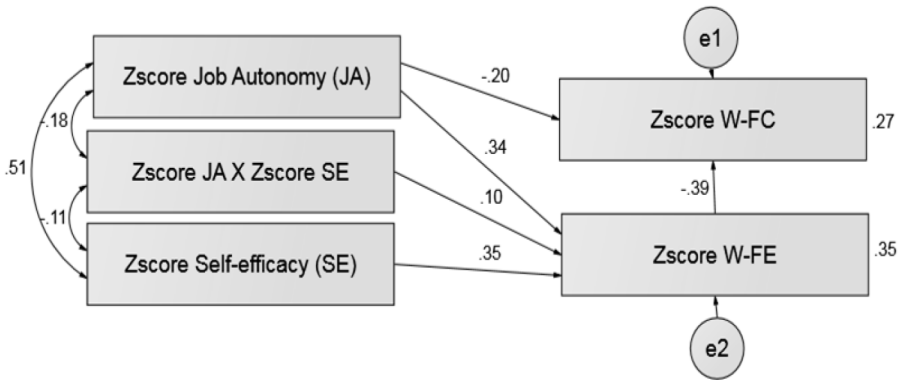 e1
Zscore Job Autonomy (JA)
-.20
Zscore W-FC
.27
-.18
.34
.51
Zscore JA X Zscore SE
.10
-.39
-.11
Zscore Self-efficacy (SE)
.35
Zscore W-FE
.35
e2